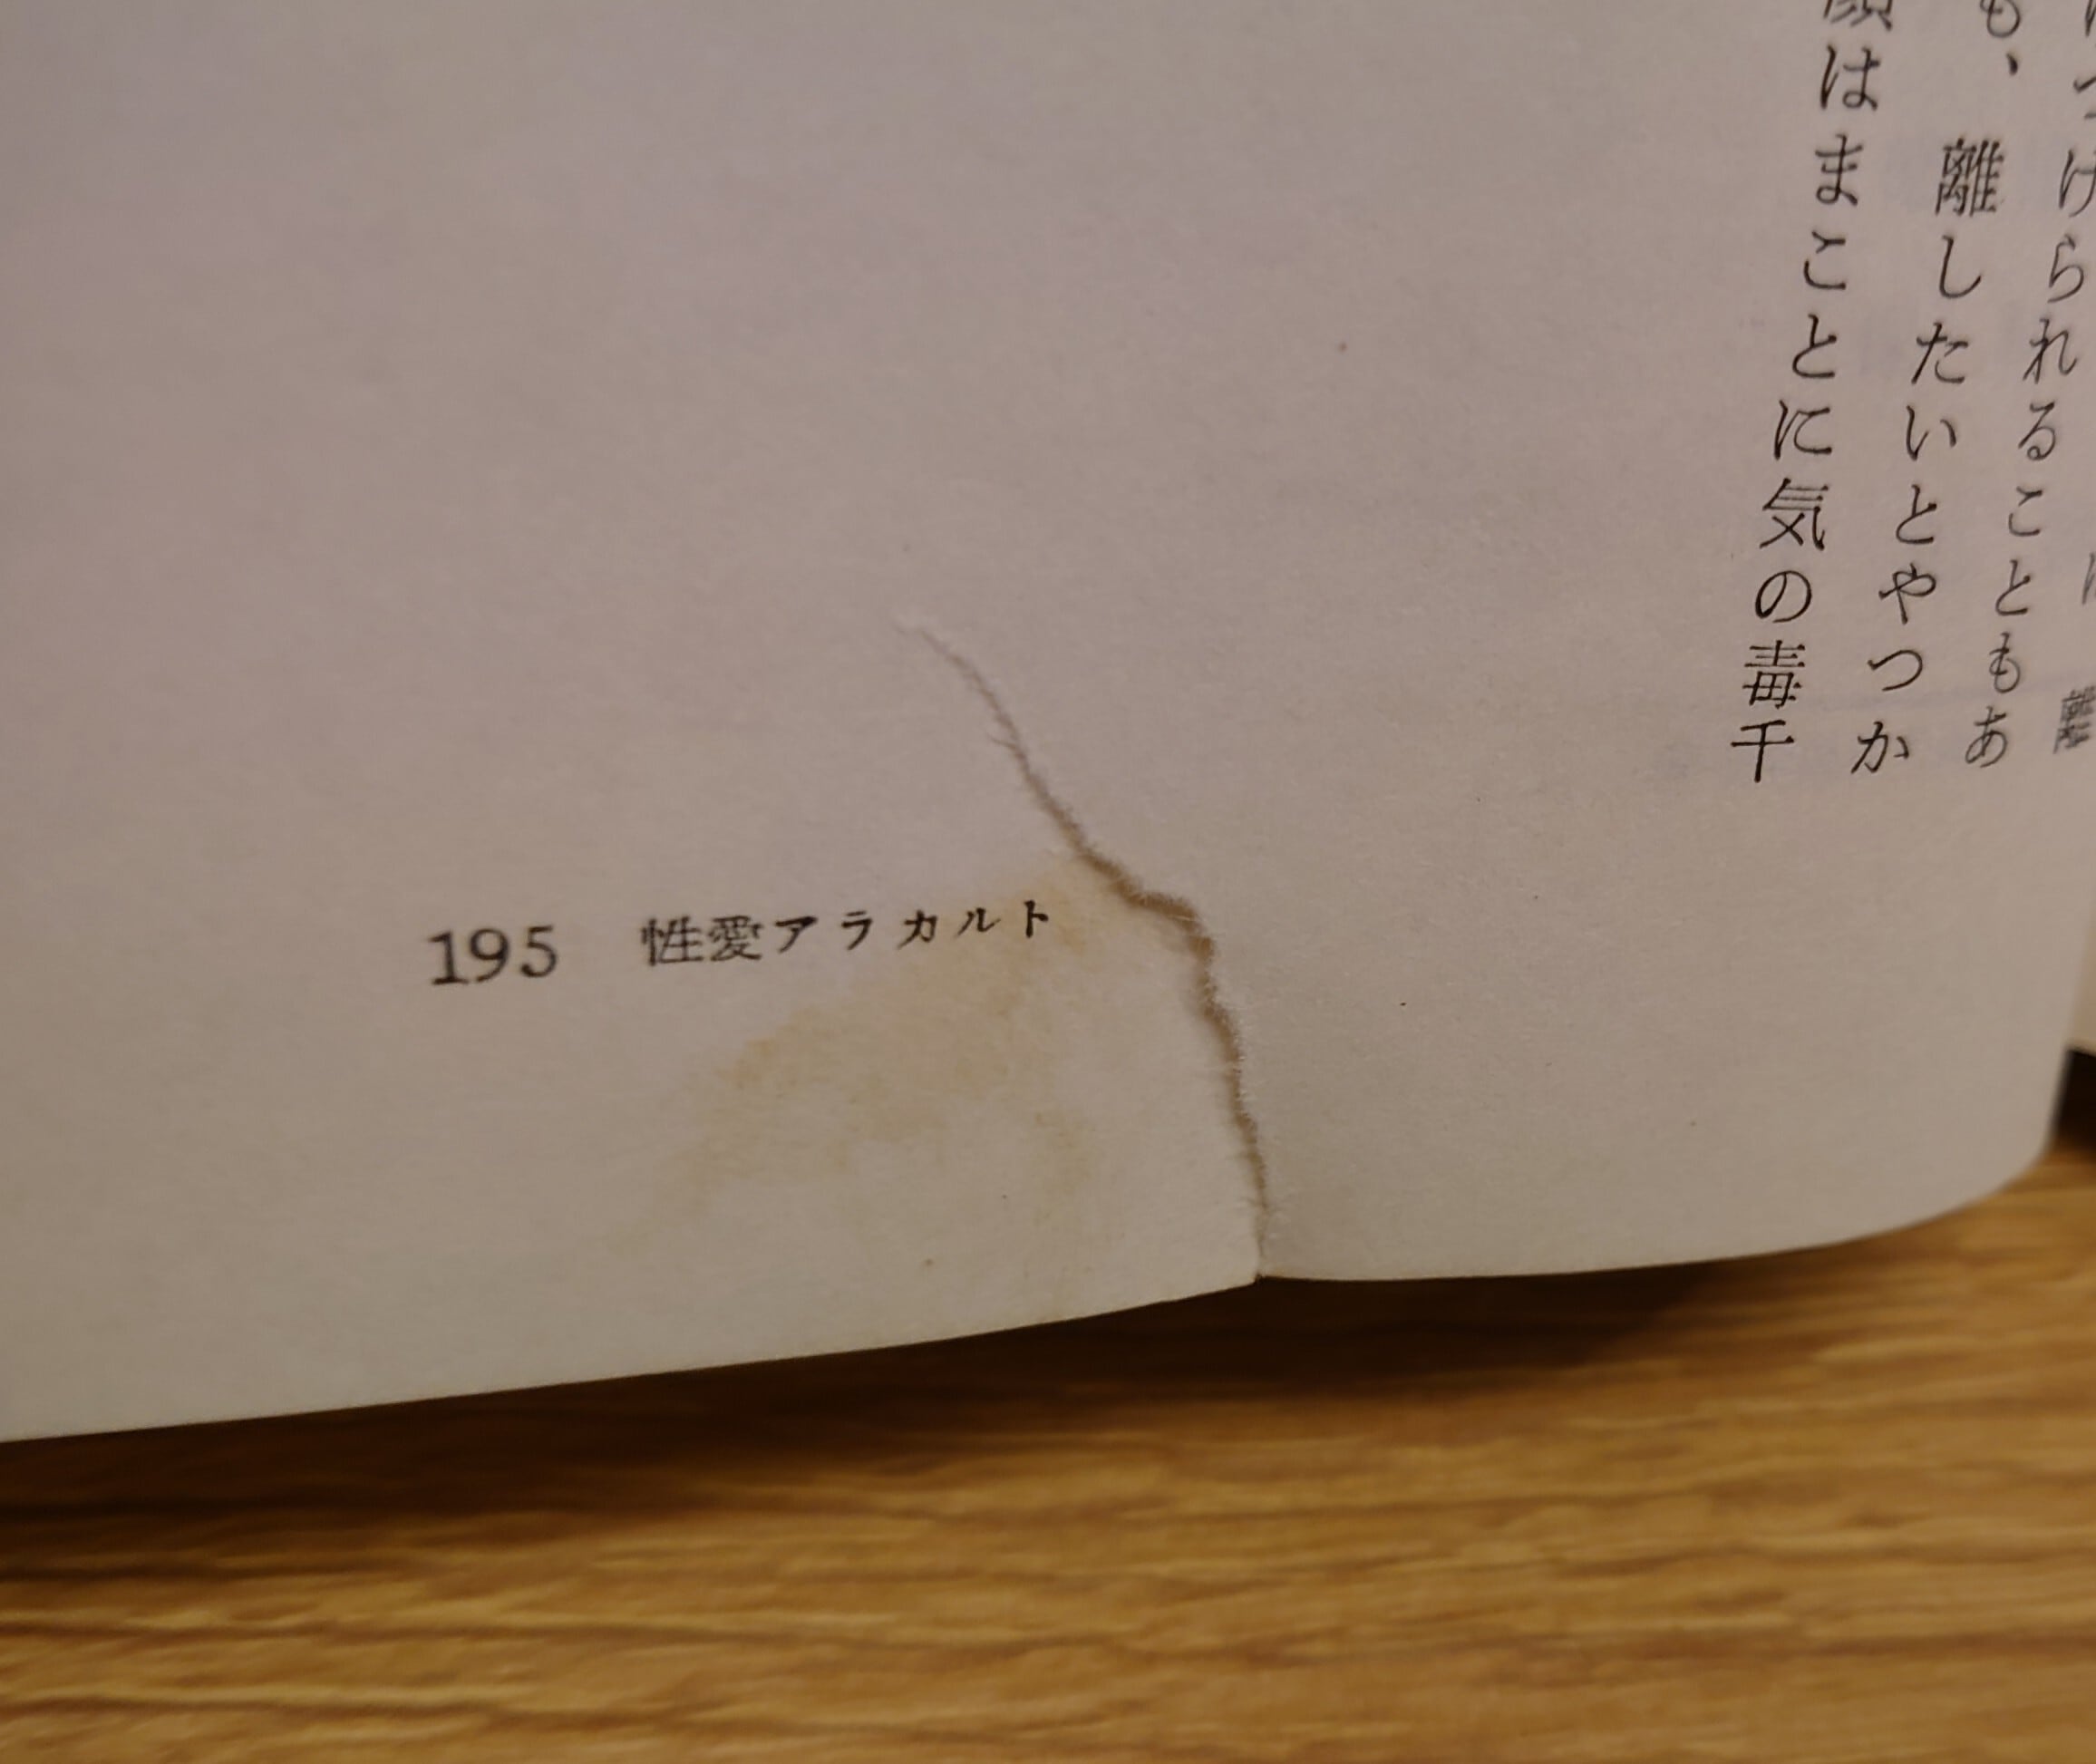 つけられることもあ
も、離したいとやつか
顔はまことに気の毒千
195 性愛アラカルト